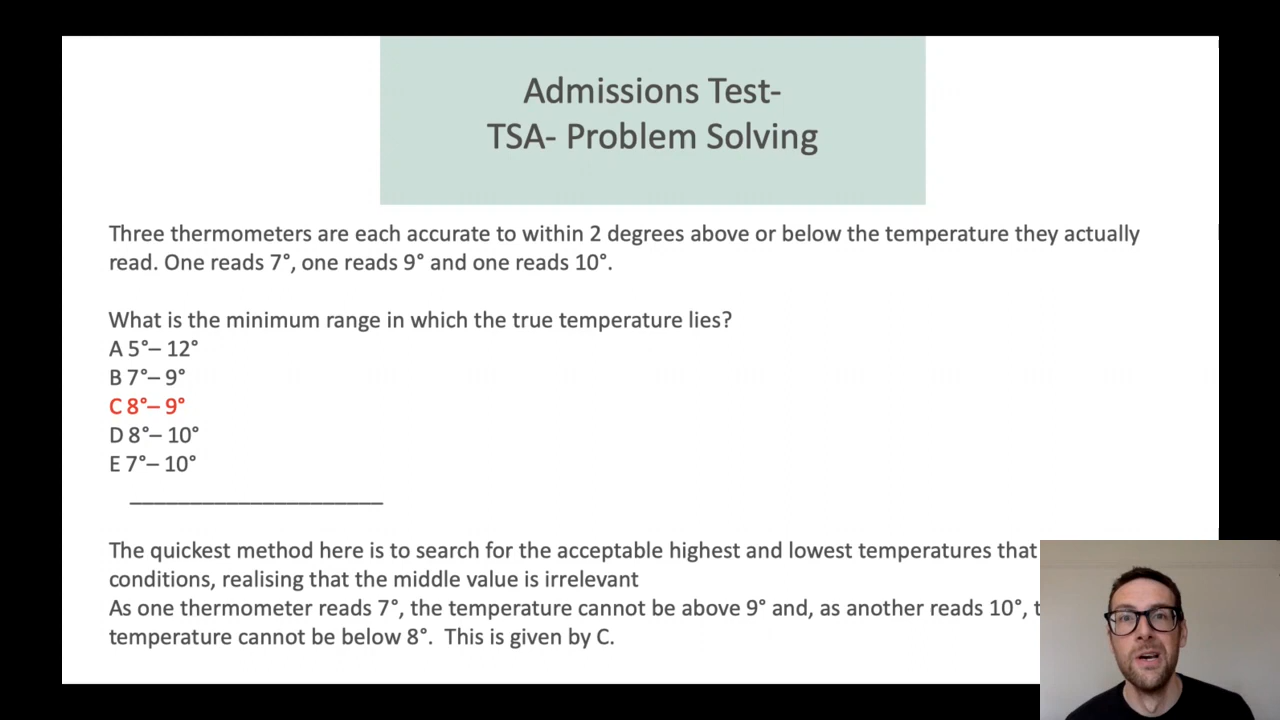 Admissions Test-
TSA- Problem Solving
Three thermometers are each accurate to within 2 degrees above or below the temperature they actually
read. One reads 7°, one reads 9° and one reads 10°.
What is the minimum range in which the true temperature lies?
A 5°– 12°
B 7°– 9°
C 8°– 9°
D 8°– 10°
E 7°– 10°
The quickest method here is to search for the acceptable highest and lowest temperatures that
conditions, realising that the middle value is irrelevant
As one thermometer reads 7°, the temperature cannot be above 9° and, as another reads 10°,
temperature cannot be below 8°. This is given by C.